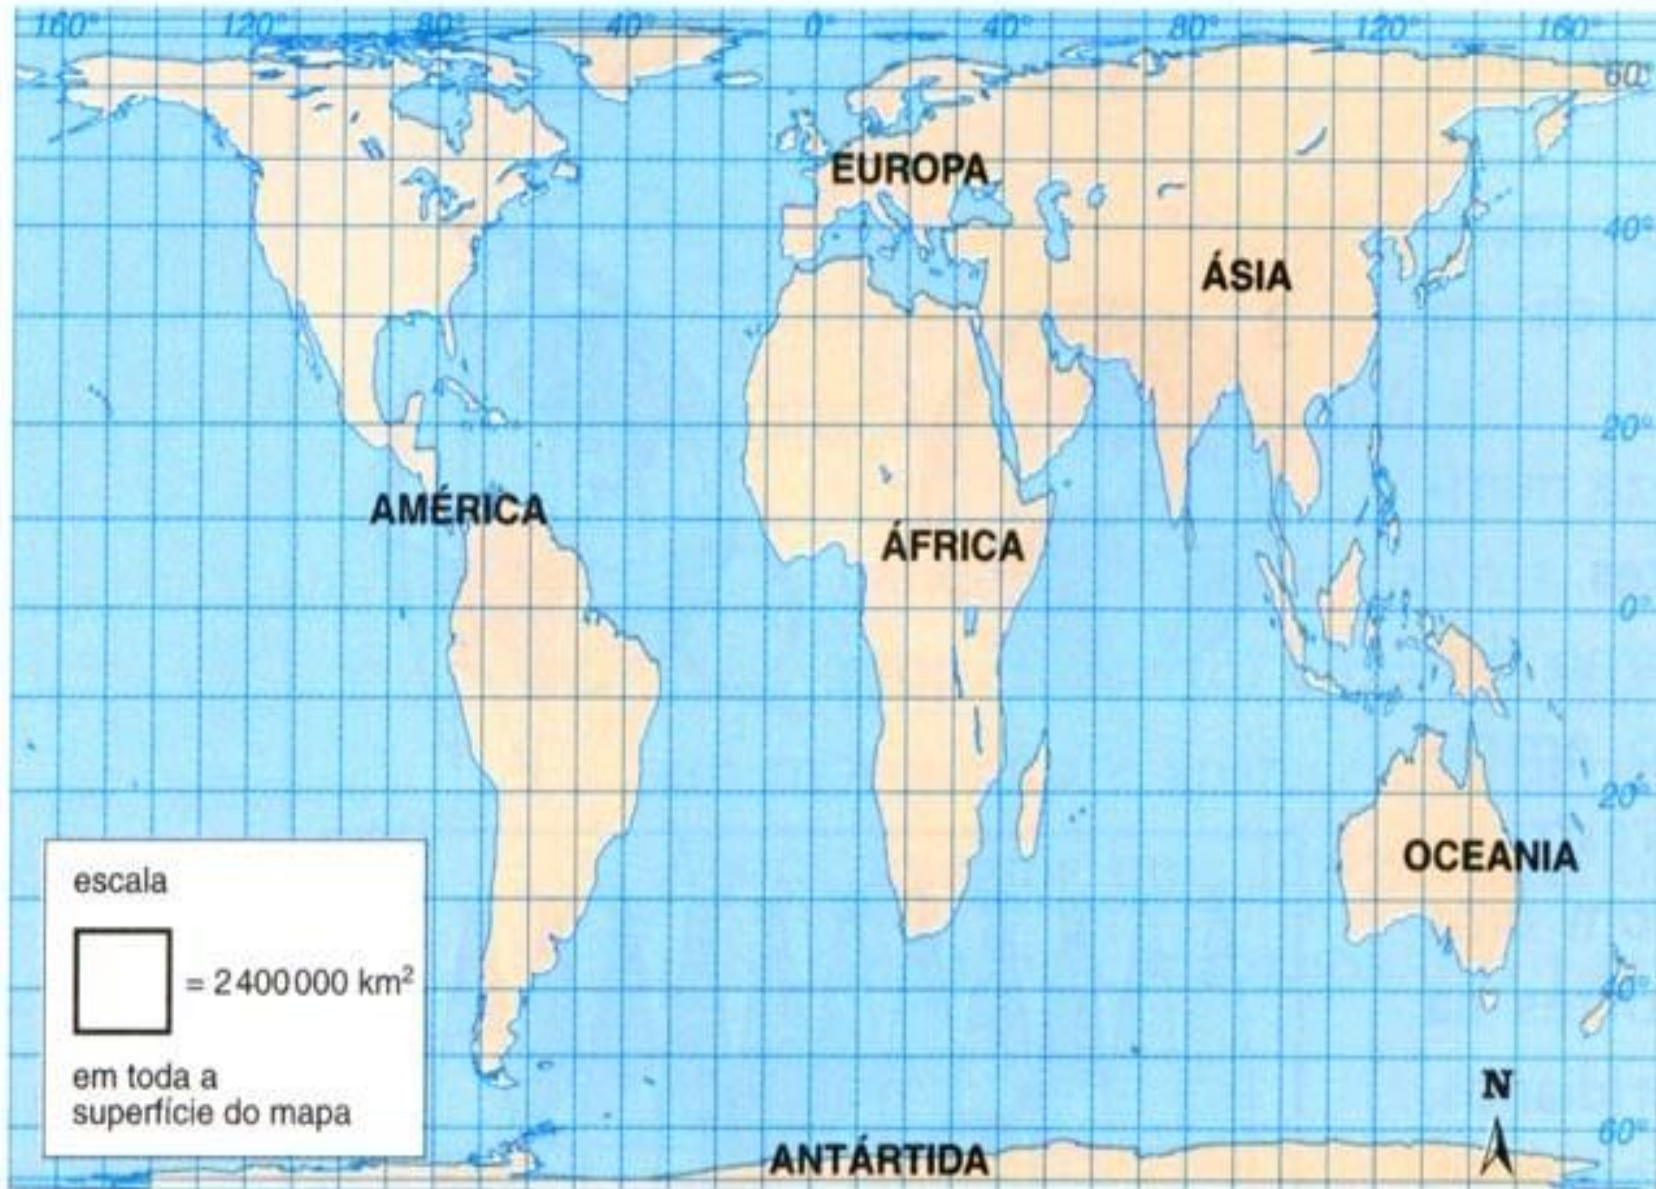 160° 120° 80° 40° 0° 40° 80° 120° 160°
60°
EUROPA
40°
ÁSIA
20°
AMÉRICA
ÁFRICA
0°
20°
OCEANIA
escala
= 2400000 km²
40°
em toda a
superfície do mapa
N
60°
ANTÁRTIDA